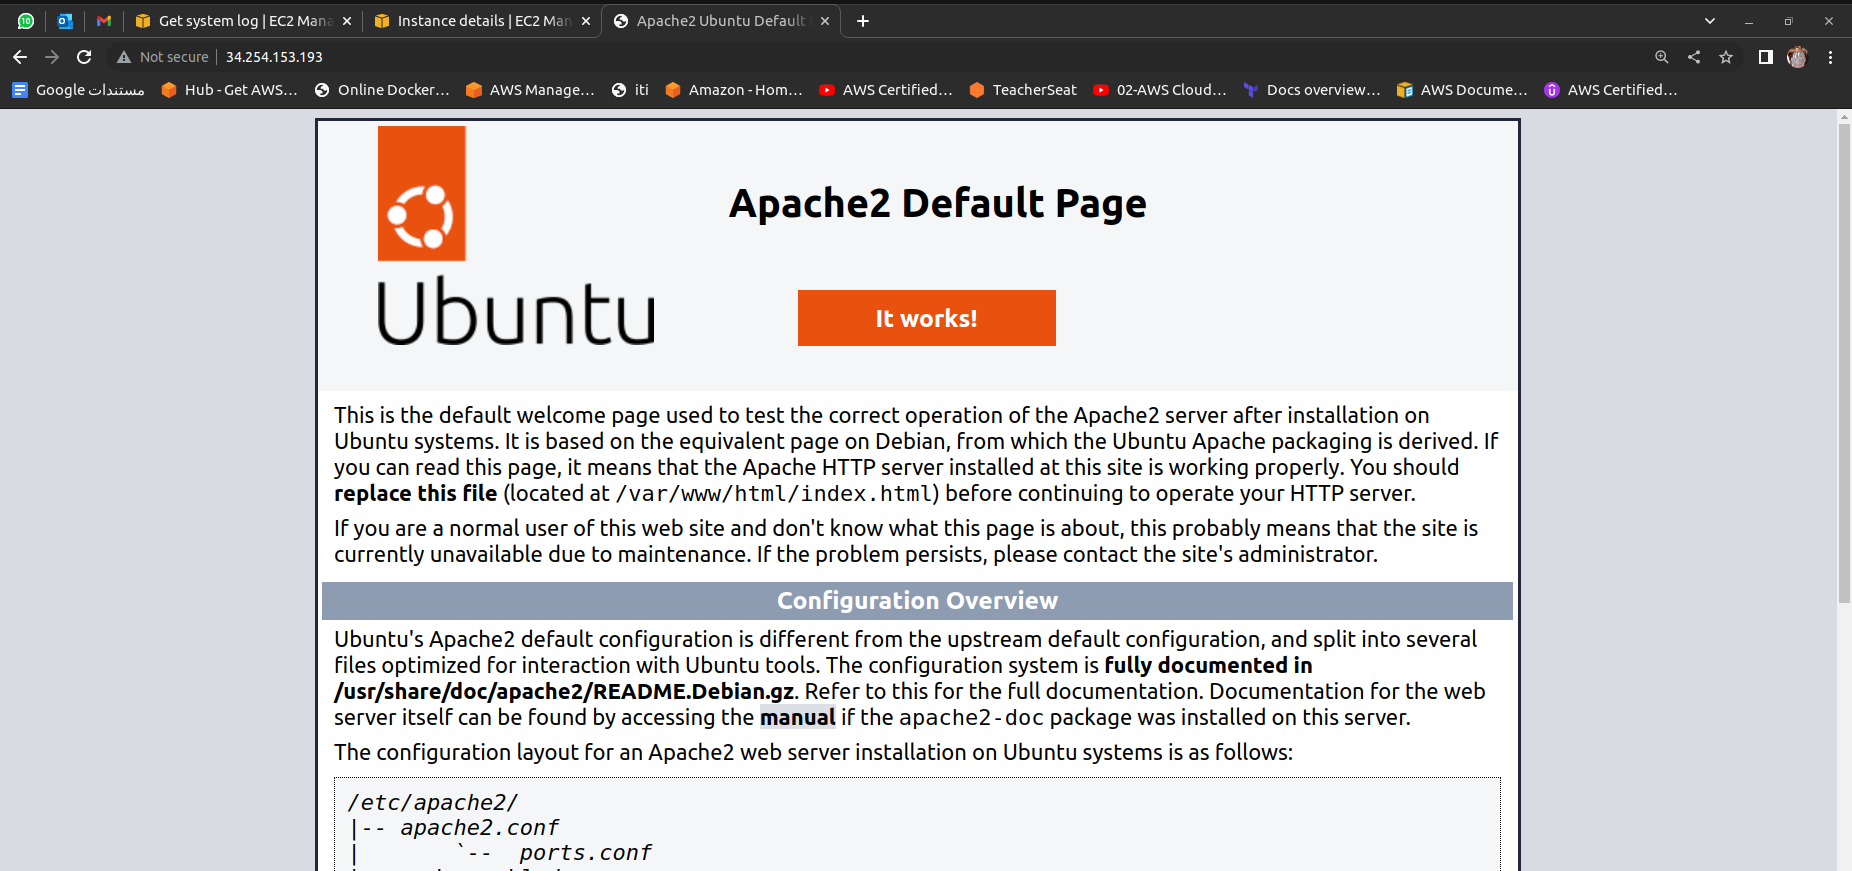 Get system log | EC2 Mana
Instance details | EC2 Man
Apache2 Ubuntu Default
Not secure | 34.254.153.193
Google مستندات
Hub - Get AWS...
Online Docker...
AWS Manage...
iti
Amazon - Hom...
AWS Certified...
TeacherSeat
02-AWS Cloud...
Docs overview...
AWS Docume...
AWS Certified...
Apache2 Default Page
Ubuntu
It works!
This is the default welcome page used to test the correct operation of the Apache2 server after installation on
Ubuntu systems. It is based on the equivalent page on Debian, from which the Ubuntu Apache packaging is derived. If
you can read this page, it means that the Apache HTTP server installed at this site is working properly. You should
replace this file (located at /var/www/html/index.html) before continuing to operate your HTTP server.
If you are a normal user of this web site and don't know what this page is about, this probably means that the site is
currently unavailable due to maintenance. If the problem persists, please contact the site's administrator.
Configuration Overview
Ubuntu's Apache2 default configuration is different from the upstream default configuration, and split into several
files optimized for interaction with Ubuntu tools. The configuration system is fully documented in
/usr/share/doc/apache2/README.Debian.gz. Refer to this for the full documentation. Documentation for the web
server itself can be found by accessing the manual if the apache2-doc package was installed on this server.
The configuration layout for an Apache2 web server installation on Ubuntu systems is as follows:
/etc/apache2/
|-- apache2.conf
|       `--  ports.conf